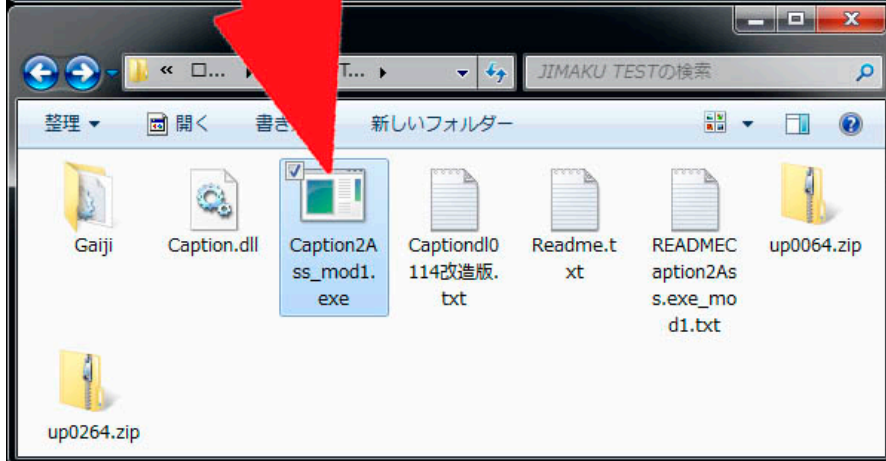 « ロ... T...
JIMAKU TESTの検索
整理 開く 書き 新しいフォルダー
Gaiji
Caption.dll
Caption2A
ss_mod1.
exe
Captiondl0
114改造版.
txt
Readme.t
xt
READMEC
aption2As
s.exe_mo
d1.txt
up0064.zip
up0264.zip